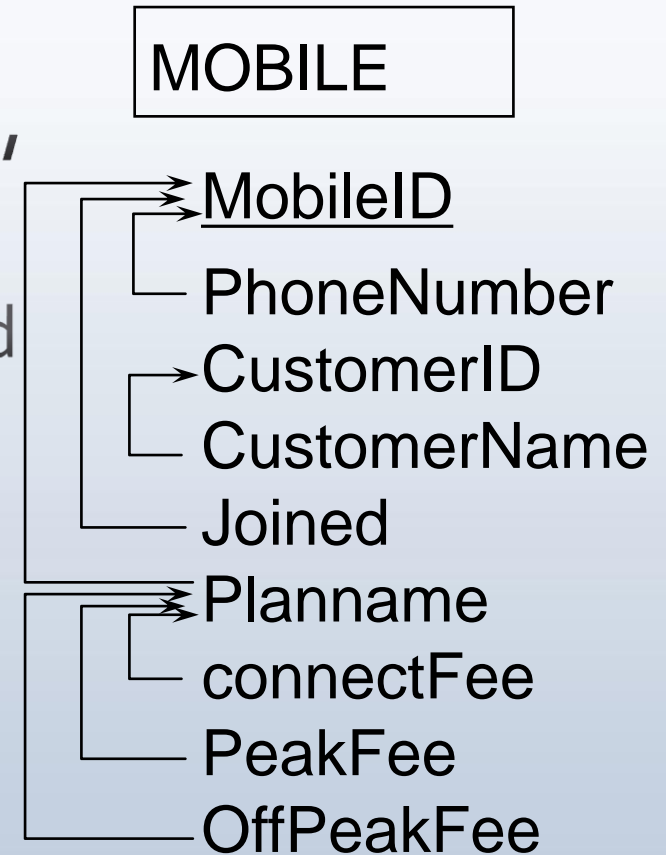 MOBILE
MobileID
PhoneNumber
CustomerID
CustomerName
Joined
Planname
connectFee
PeakFee
OffPeakFee